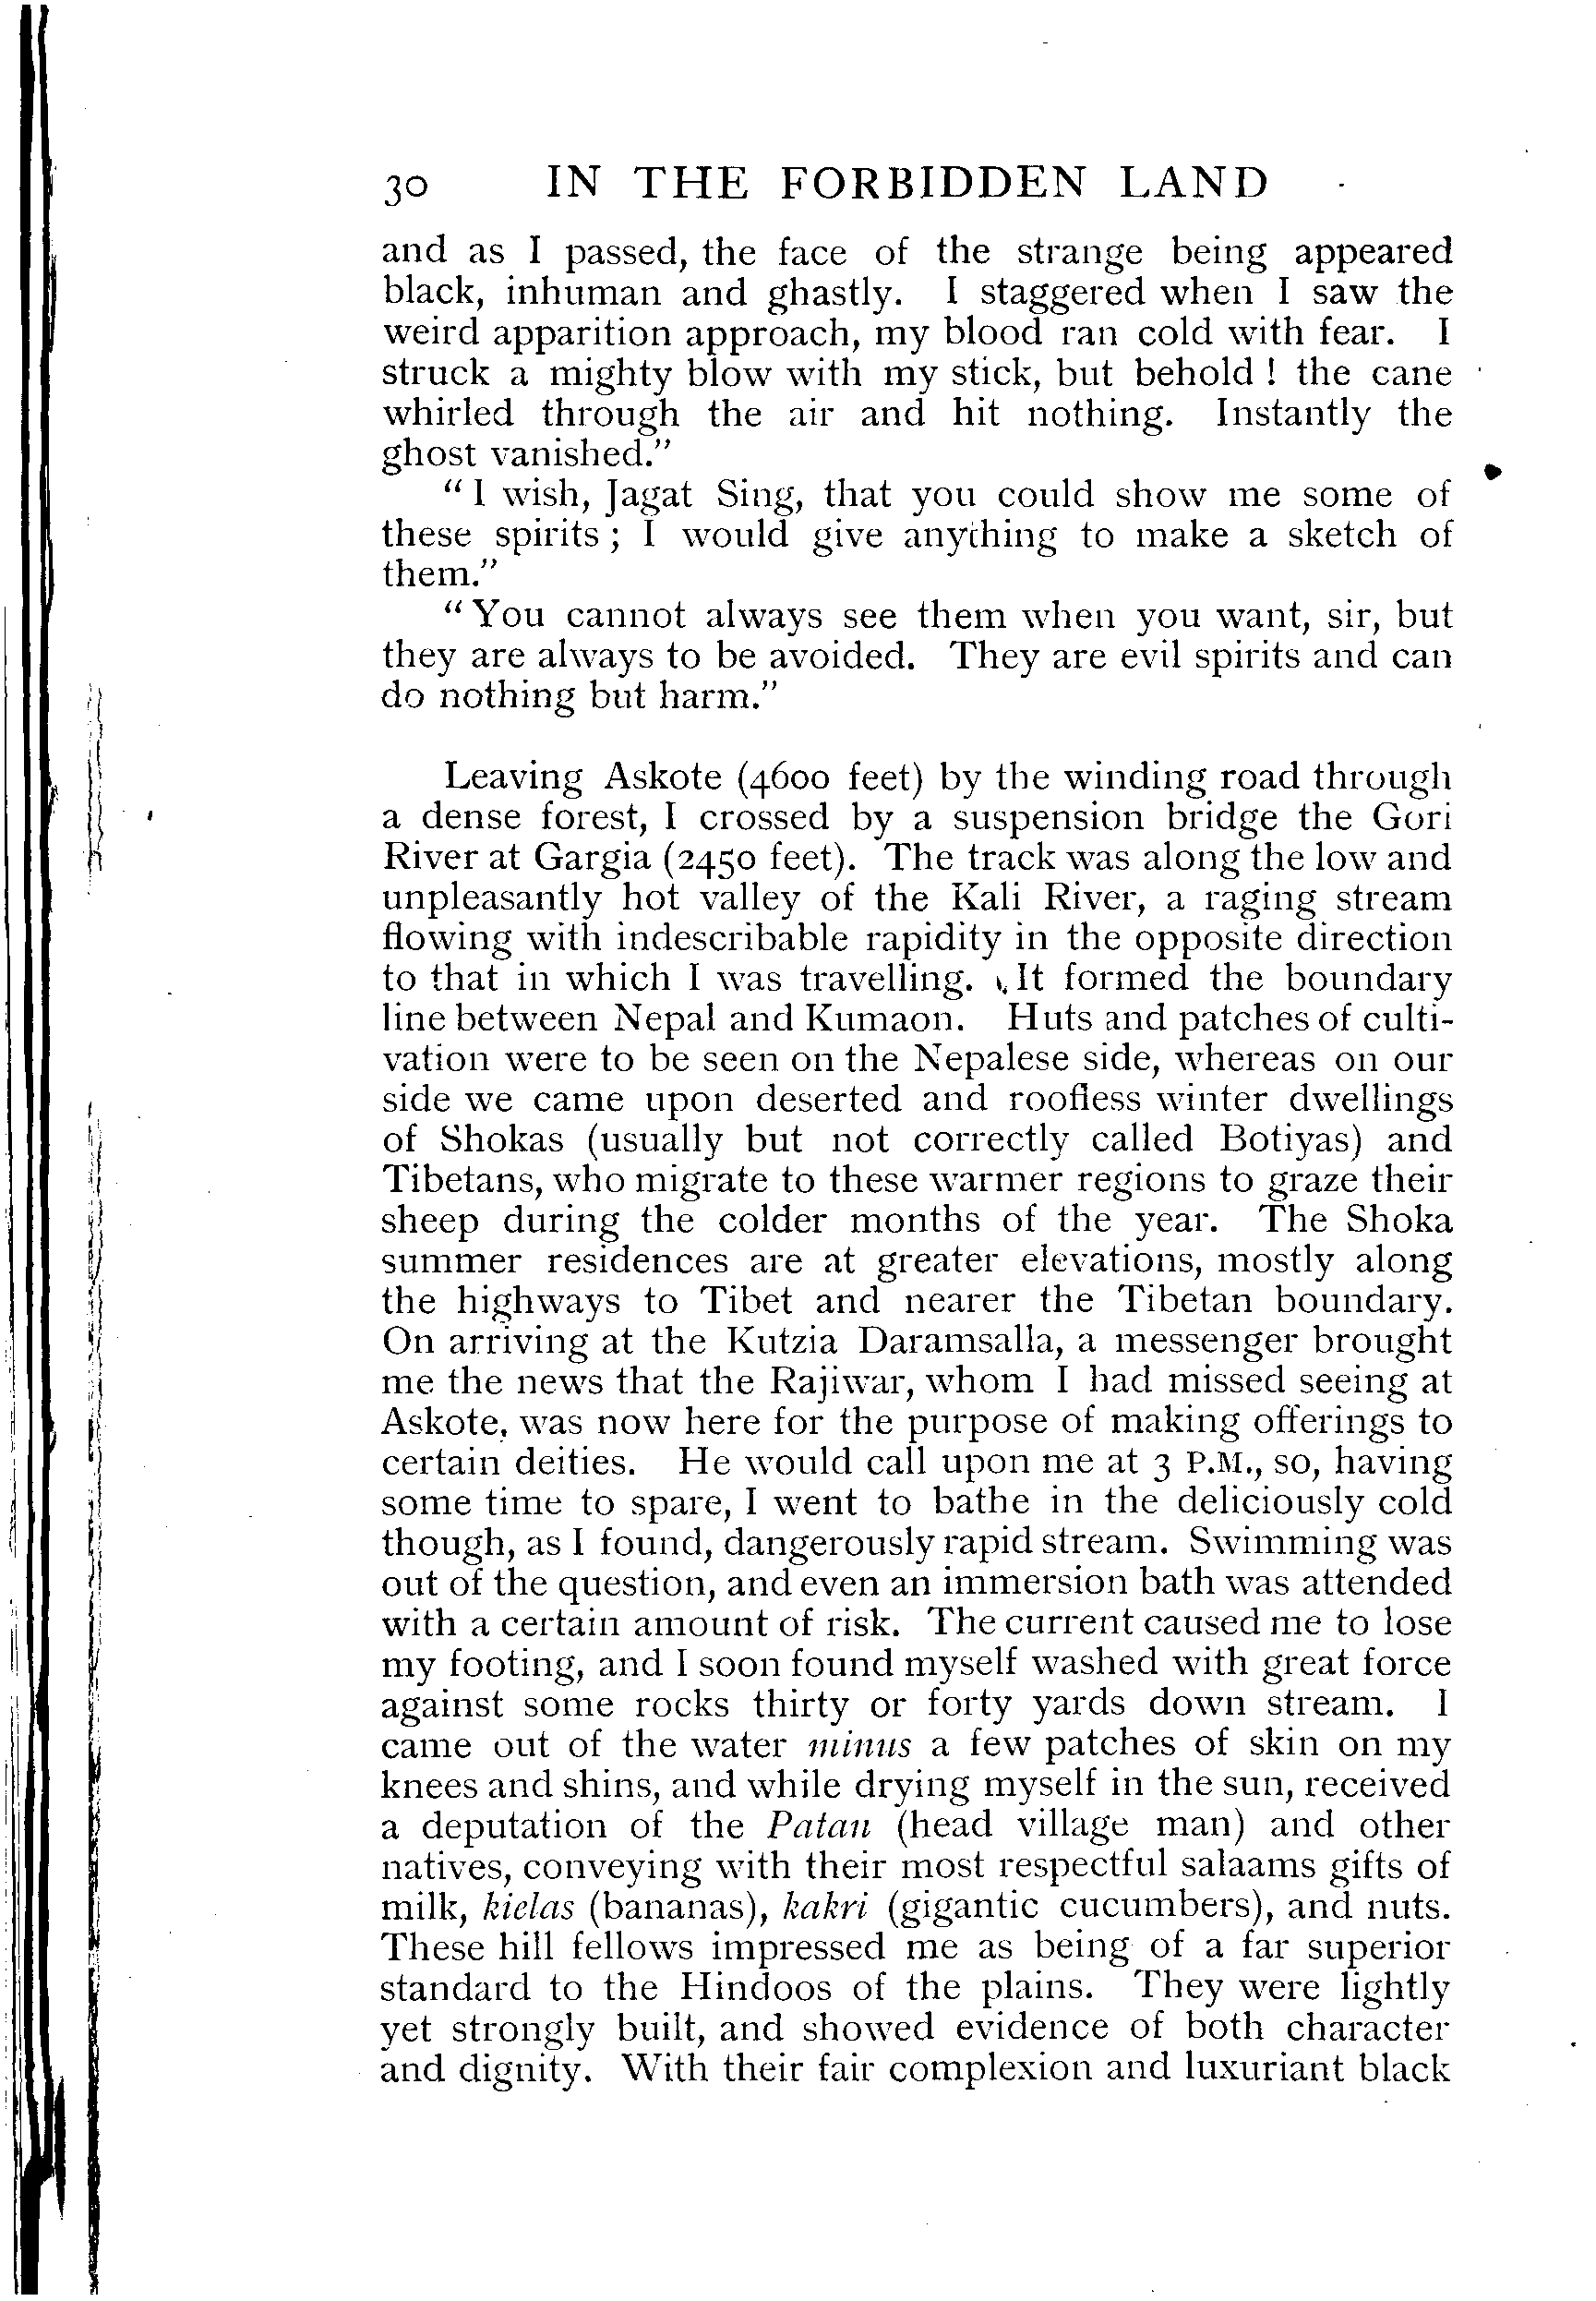 30 IN THE FORBIDDEN LAND
and as I passed, the face of the strange being appeared
black, inhuman and ghastly. I staggered when I saw the
weird apparition approach, my blood ran cold with fear. I
struck a mighty blow with my stick, but behold ! the cane
whirled through the air and hit nothing. Instantly the
ghost vanished."
"I wish, Jagat Sing, that you could show me some of
these spirits ; I would give anything to make a sketch of
them."
"You cannot always see them when you want, sir, but
they are always to be avoided. They are evil spirits and can
do nothing but harm."
Leaving Askote (4600 feet) by the winding road through
a dense forest, I crossed by a suspension bridge the Gori
River at Gargia (2450 feet). The track was along the low and
unpleasantly hot valley of the Kali River, a raging stream
flowing with indescribable rapidity in the opposite direction
to that in which I was travelling. It formed the boundary
line between Nepal and Kumaon. Huts and patches of culti-
vation were to be seen on the Nepalese side, whereas on our
side we came upon deserted and roofless winter dwellings
of Shokas (usually but not correctly called Botiyas) and
Tibetans, who migrate to these warmer regions to graze their
sheep during the colder months of the year. The Shoka
summer residences are at greater elevations, mostly along
the highways to Tibet and nearer the Tibetan boundary.
On arriving at the Kutzia Daramsalla, a messenger brought
me the news that the Rajiwar, whom I had missed seeing at
Askote, was now here for the purpose of making offerings to
certain deities. He would call upon me at 3 P.M., so, having
some time to spare, I went to bathe in the deliciously cold
though, as I found, dangerously rapid stream. Swimming was
out of the question, and even an immersion bath was attended
with a certain amount of risk. The current caused me to lose
my footing, and I soon found myself washed with great force
against some rocks thirty or forty yards down stream. I
came out of the water minus a few patches of skin on my
knees and shins, and while drying myself in the sun, received
a deputation of the Patan (head village man) and other
natives, conveying with their most respectful salaams gifts of
milk, kielas (bananas), kakri (gigantic cucumbers), and nuts.
These hill fellows impressed me as being of a far superior
standard to the Hindoos of the plains. They were lightly
yet strongly built, and showed evidence of both character
and dignity. With their fair complexion and luxuriant black